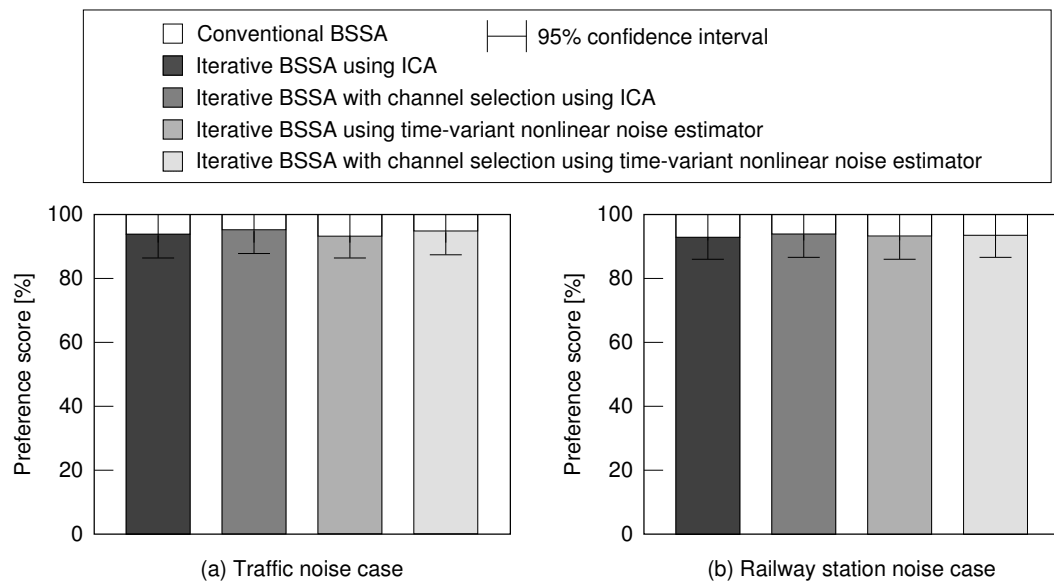 Conventional BSSA
95% confidence interval
Iterative BSSA using ICA
Iterative BSSA with channel selection using ICA
Iterative BSSA using time-variant nonlinear noise estimator
Iterative BSSA with channel selection using time-variant nonlinear noise estimator
Preference score [%]
100
80
60
40
20
0
(a) Traffic noise case
Preference score [%]
100
80
60
40
20
0
(b) Railway station noise case